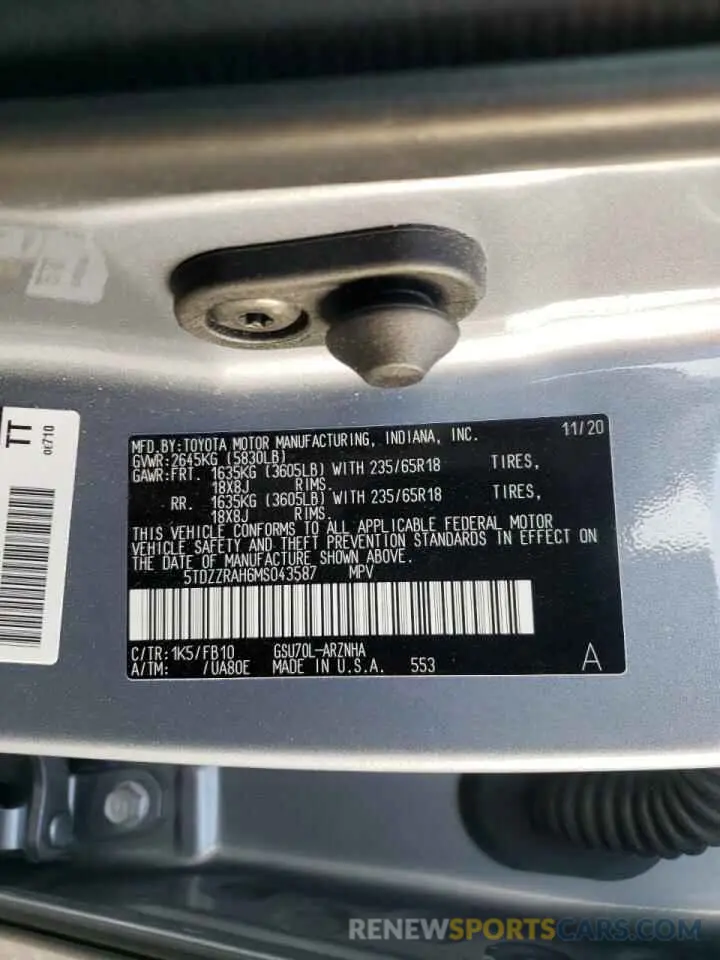 TT
0E710
MFD.BY:TOYOTA MOTOR MANUFACTURING, INDIANA, INC. 11/20
GVWR:2645KG (5830LB)
GAWR:FRT. 1635KG (3605LB) WITH 235/65R18 TIRES,
18X8J RIMS.
RR. 1635KG (3605LB) WITH 235/65R18 TIRES,
18X8J RIMS.
THIS VEHICLE CONFORMS TO ALL APPLICABLE FEDERAL MOTOR
VEHICLE SAFETY AND THEFT PREVENTION STANDARDS IN EFFECT ON
THE DATE OF MANUFACTURE SHOWN ABOVE.
5TDZZRAH6MS043587 MPV
C/TR:1K5/FB10 GSU70L-ARZNHA
A/TM: /UA80E MADE IN U.S.A. 553 A
RENEWSPORTSCARS.COM